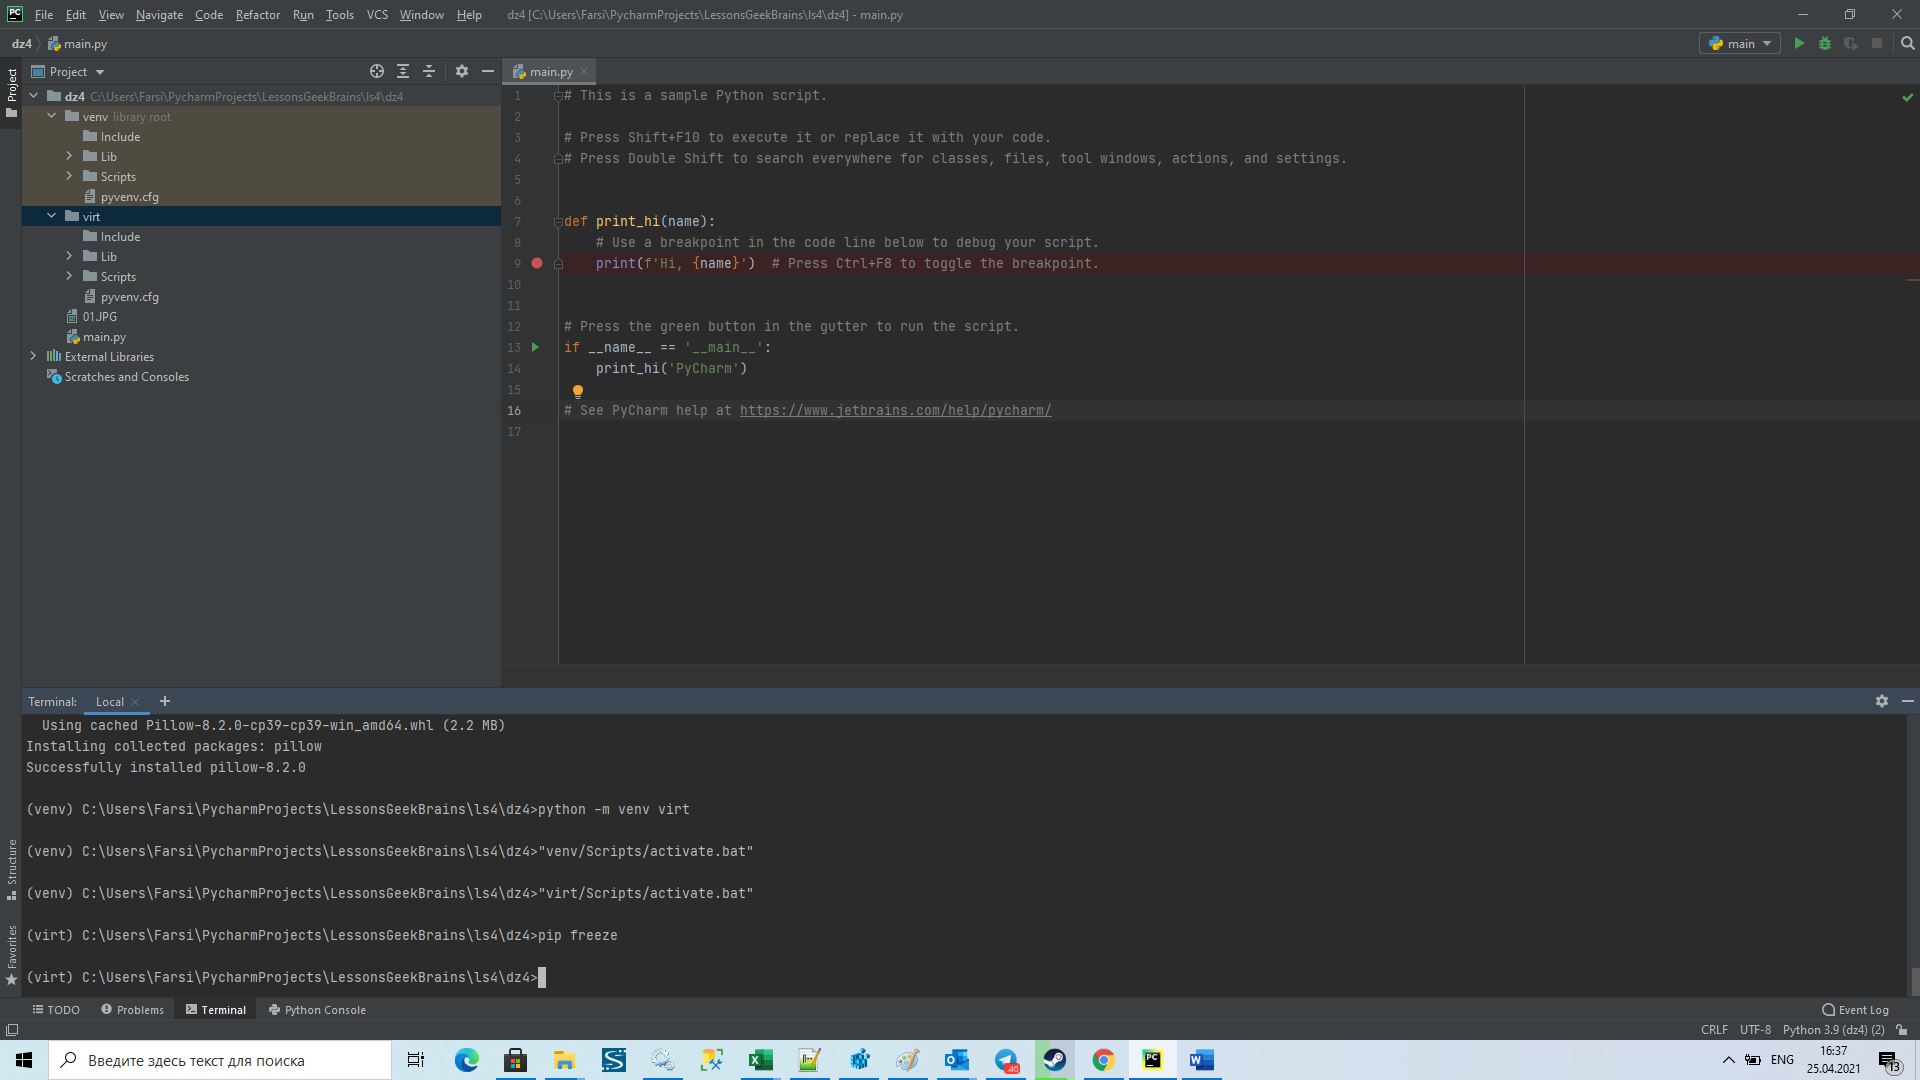 PC File Edit View Navigate Code Refactor Run Tools VCS Window Help dz4 [C:\Users\Farsi\PycharmProjects\LessonsGeekBrains\ls4\dz4] - main.py
dz4 main.py main
Project
Project
main.py
dz4 C:\Users\Farsi\PycharmProjects\LessonsGeekBrains\ls4\dz4
venv library root
Include
Lib
Scripts
pyvenv.cfg
virt
Include
Lib
Scripts
pyvenv.cfg
01.JPG
main.py
External Libraries
Scratches and Consoles
1 # This is a sample Python script.
2
3 # Press Shift+F10 to execute it or replace it with your code.
4 # Press Double Shift to search everywhere for classes, files, tool windows, actions, and settings.
5
6
7 def print_hi(name):
8 # Use a breakpoint in the code line below to debug your script.
9 print(f'Hi, {name}') # Press Ctrl+F8 to toggle the breakpoint.
10
11
12 # Press the green button in the gutter to run the script.
13 if __name__ == '__main__':
14 print_hi('PyCharm')
15
16 # See PyCharm help at https://www.jetbrains.com/help/pycharm/
17
Terminal: Local +
Using cached Pillow-8.2.0-cp39-cp39-win_amd64.whl (2.2 MB)
Installing collected packages: pillow
Successfully installed pillow-8.2.0
(venv) C:\Users\Farsi\PycharmProjects\LessonsGeekBrains\ls4\dz4>python -m venv virt
(venv) C:\Users\Farsi\PycharmProjects\LessonsGeekBrains\ls4\dz4>"venv/Scripts/activate.bat"
(venv) C:\Users\Farsi\PycharmProjects\LessonsGeekBrains\ls4\dz4>"virt/Scripts/activate.bat"
(virt) C:\Users\Farsi\PycharmProjects\LessonsGeekBrains\ls4\dz4>pip freeze
(virt) C:\Users\Farsi\PycharmProjects\LessonsGeekBrains\ls4\dz4>
Structure
Favorites
TODO Problems Terminal Python Console Event Log
CRLF UTF-8 Python 3.9 (dz4) (2)
Введите здесь текст для поиска
PC
ENG
16:37
25.04.2021
13